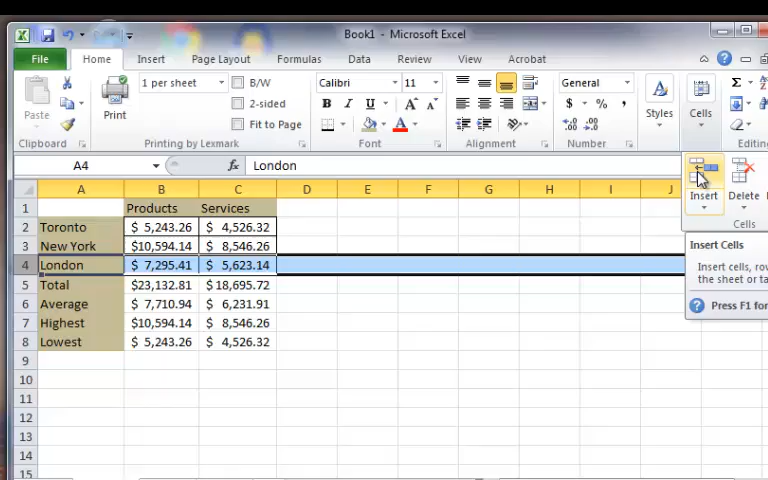 Book1 - Microsoft Excel
File Home Insert Page Layout Formulas Data Review View Acrobat
Paste Print 1 per sheet B/W Calibri 11 General Styles Cells
2-sided B I U $ % ,
Fit to Page
Clipboard Printing by Lexmark Font Alignment Number Editin
A4 fx London
Insert Delete
Cells
A B C D E F G H I J
1 Products Services
2 Toronto $ 5,243.26 $ 4,526.32
3 New York $10,594.14 $ 8,546.26
4 London $ 7,295.41 $ 5,623.14
5 Total $23,132.81 $18,695.72
6 Average $ 7,710.94 $ 6,231.91
7 Highest $10,594.14 $ 8,546.26
8 Lowest $ 5,243.26 $ 4,526.32
9
10
11
12
13
14
15
Insert Cells
Insert cells, ro
the sheet or ta
Press F1 for